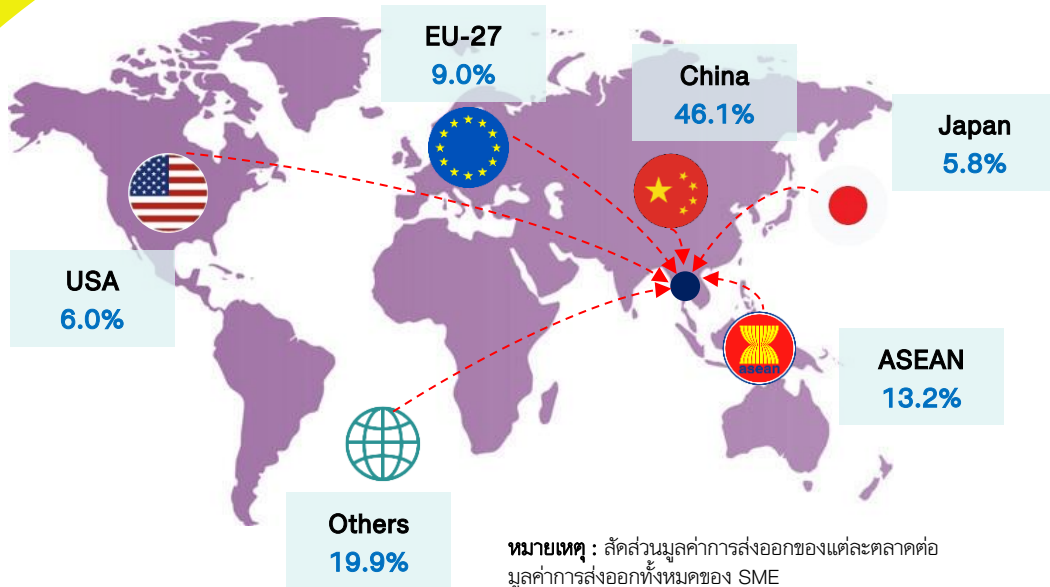 EU-27
9.0%
China
46.1%
Japan
5.8%
USA
6.0%
asean
ASEAN
13.2%
Others
19.9%
หมายเหตุ : สัดส่วนมูลค่าการส่งออกของแต่ละตลาดต่อ
มูลค่าการส่งออกทั้งหมดของ SME